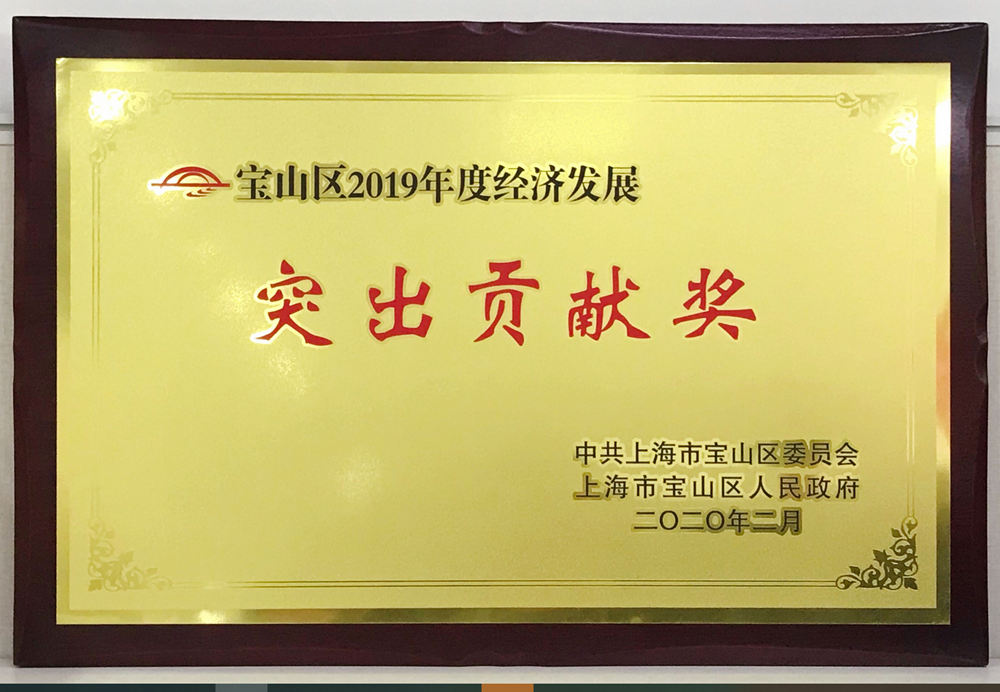 宝山区2019年度经济发展
突出贡献奖
中共上海市宝山区委员会
上海市宝山区人民政府
二〇二〇年二月